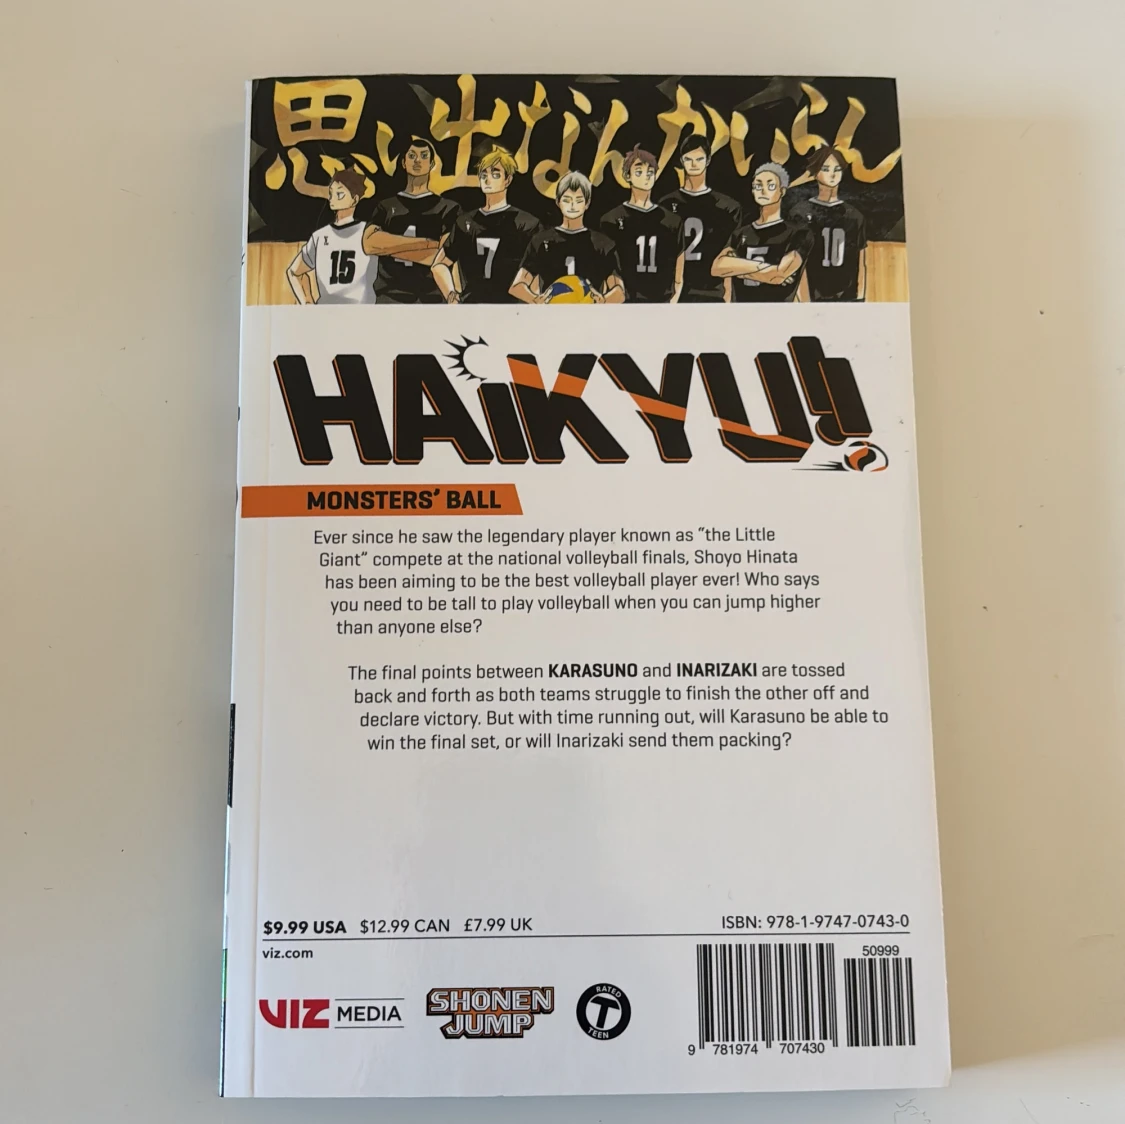 思い出なんかいらん
15
4
7
1
11
2
5
10
HAiKYU!!
MONSTERS' BALL
Ever since he saw the legendary player known as "the Little
Giant" compete at the national volleyball finals, Shoyo Hinata
has been aiming to be the best volleyball player ever! Who says
you need to be tall to play volleyball when you can jump higher
than anyone else?
The final points between KARASUNO and INARIZAKI are tossed
back and forth as both teams struggle to finish the other off and
declare victory. But with time running out, will Karasuno be able to
win the final set, or will Inarizaki send them packing?
$9.99 USA $12.99 CAN £7.99 UK
ISBN: 978-1-9747-0743-0
viz.com
50999
VIZ MEDIA
SHONEN
JUMP
RATED
T
TEEN
9 781974 707430